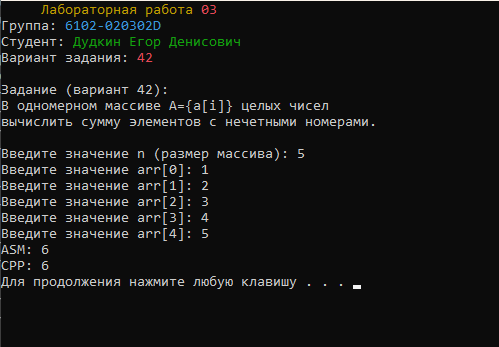 Лабораторная работа 03
Группа: 6102-020302D
Студент: Дудкин Егор Денисович
Вариант задания: 42
Задание (вариант 42):
В одномерном массиве A={a[i]} целых чисел
вычислить сумму элементов с нечетными номерами.
Введите значение n (размер массива): 5
Введите значение arr[0]: 1
Введите значение arr[1]: 2
Введите значение arr[2]: 3
Введите значение arr[3]: 4
Введите значение arr[4]: 5
ASM: 6
CPP: 6
Для продолжения нажмите любую клавишу . . .